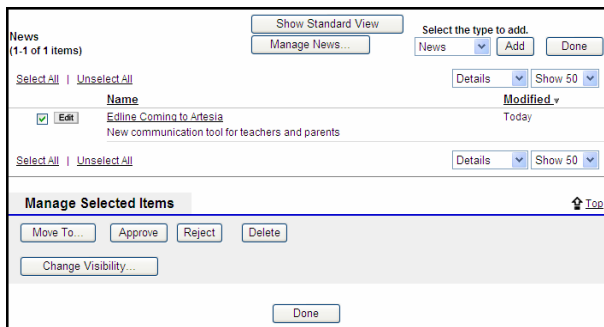 Show Standard View
Select the type to add.
News
Manage News...
News Add Done
(1-1 of 1 items)
Select All | Unselect All Details Show 50
Name Modified
Edit Edline Coming to Artesia Today
New communication tool for teachers and parents
Select All | Unselect All Details Show 50
Manage Selected Items Top
Move To... Approve Reject Delete
Change Visibility...
Done